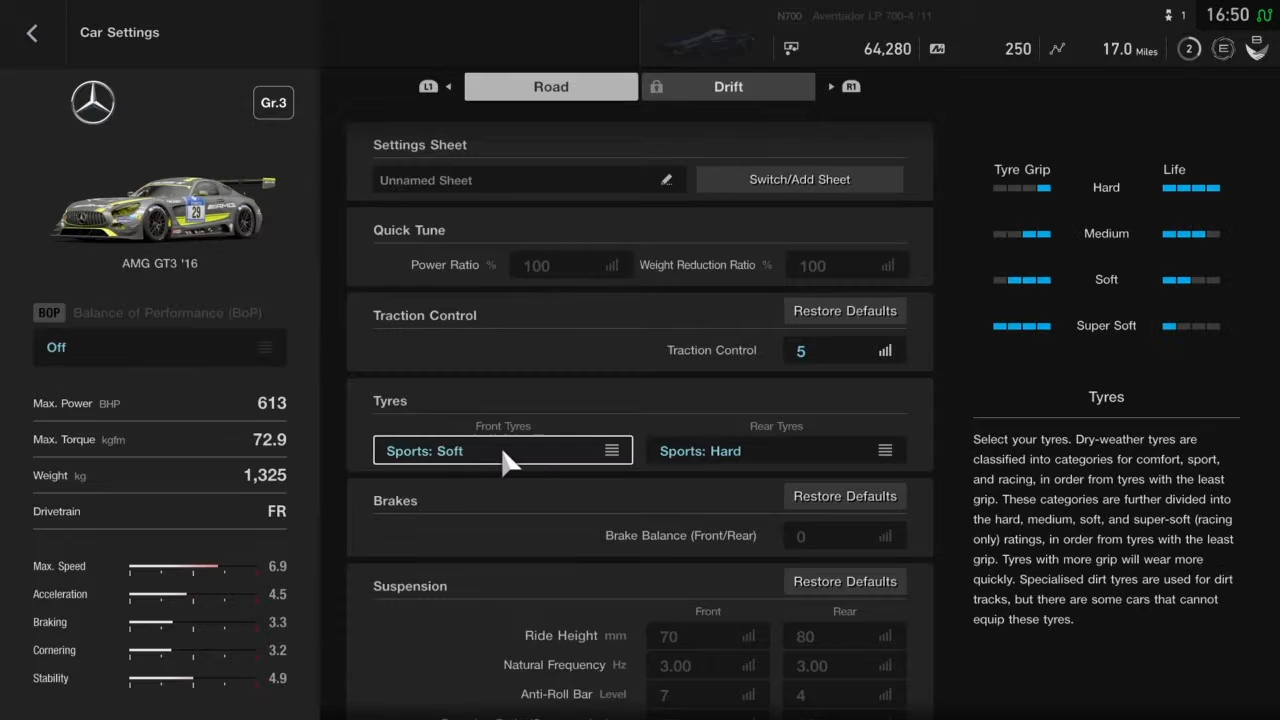 Car Settings
N700 Aventador LP 700-4 '11
1 16:50
64,280 250 17.0 Miles 2 E B
L1 Road Drift R1
Gr.3
29
AMG GT3 '16
BOP Balance of Performance (BoP)
Off
Max. Power BHP 613
Max. Torque kgfm 72.9
Weight kg 1,325
Drivetrain FR
Max. Speed 6.9
Acceleration 4.5
Braking 3.3
Cornering 3.2
Stability 4.9
Settings Sheet
Unnamed Sheet Switch/Add Sheet
Quick Tune
Power Ratio % 100 Weight Reduction Ratio % 100
Traction Control Restore Defaults
Traction Control 5
Tyres
Front Tyres Rear Tyres
Sports: Soft Sports: Hard
Brakes Restore Defaults
Brake Balance (Front/Rear) 0
Suspension Restore Defaults
Front Rear
Ride Height mm 70 80
Natural Frequency Hz 3.00 3.00
Anti-Roll Bar Level 7 4
Tyre Grip Life
Hard
Medium
Soft
Super Soft
Tyres
Select your tyres. Dry-weather tyres are
classified into categories for comfort, sport,
and racing, in order from tyres with the least
grip. These categories are further divided into
the hard, medium, soft, and super-soft (racing
only) ratings, in order from tyres with the least
grip. Tyres with more grip will wear more
quickly. Specialised dirt tyres are used for dirt
tracks, but there are some cars that cannot
equip these tyres.